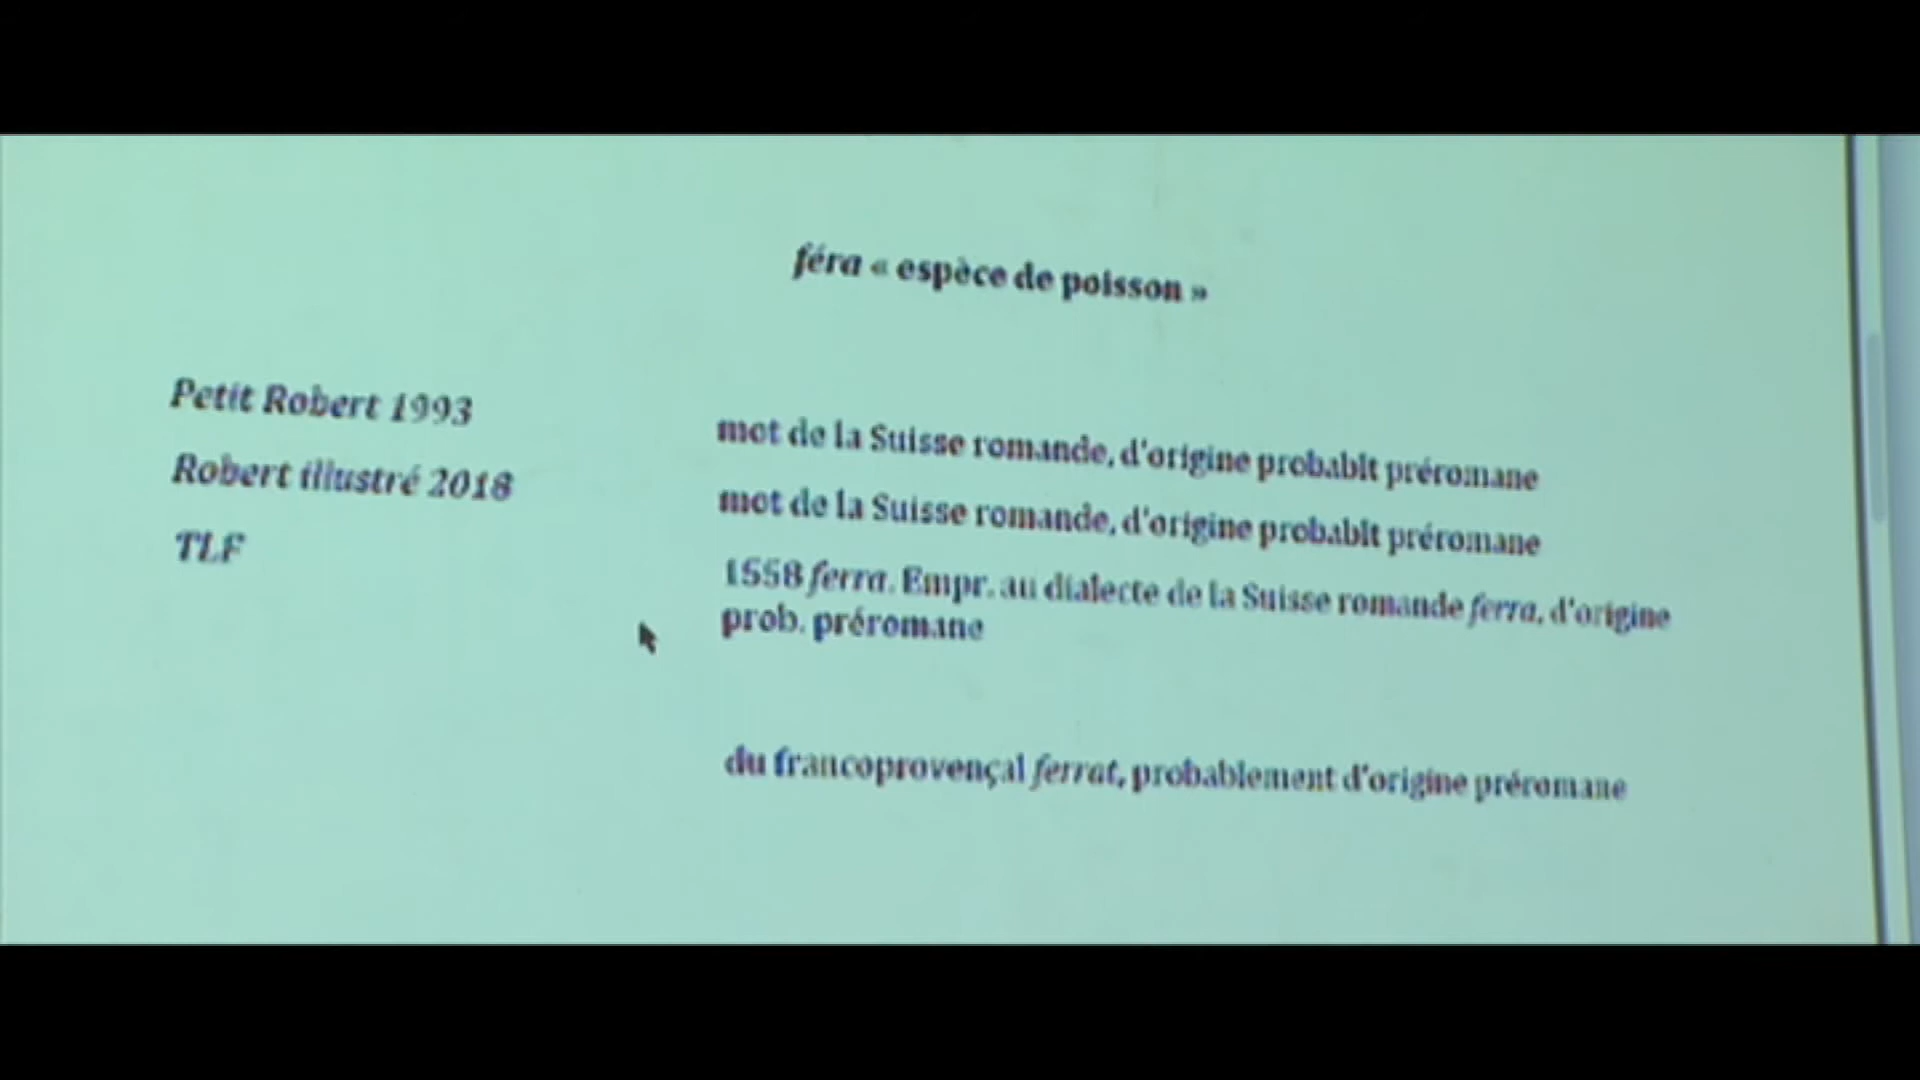 féra « espèce de poisson »
Petit Robert 1993
mot de la Suisse romande, d'origine probablt préromane
Robert illustré 2018
mot de la Suisse romande, d'origine probablt préromane
TLF
1558 ferra. Empr. au dialecte de la Suisse romande ferra, d'origine
prob. préromane
du francoprovençal ferrat, probablement d'origine préromane